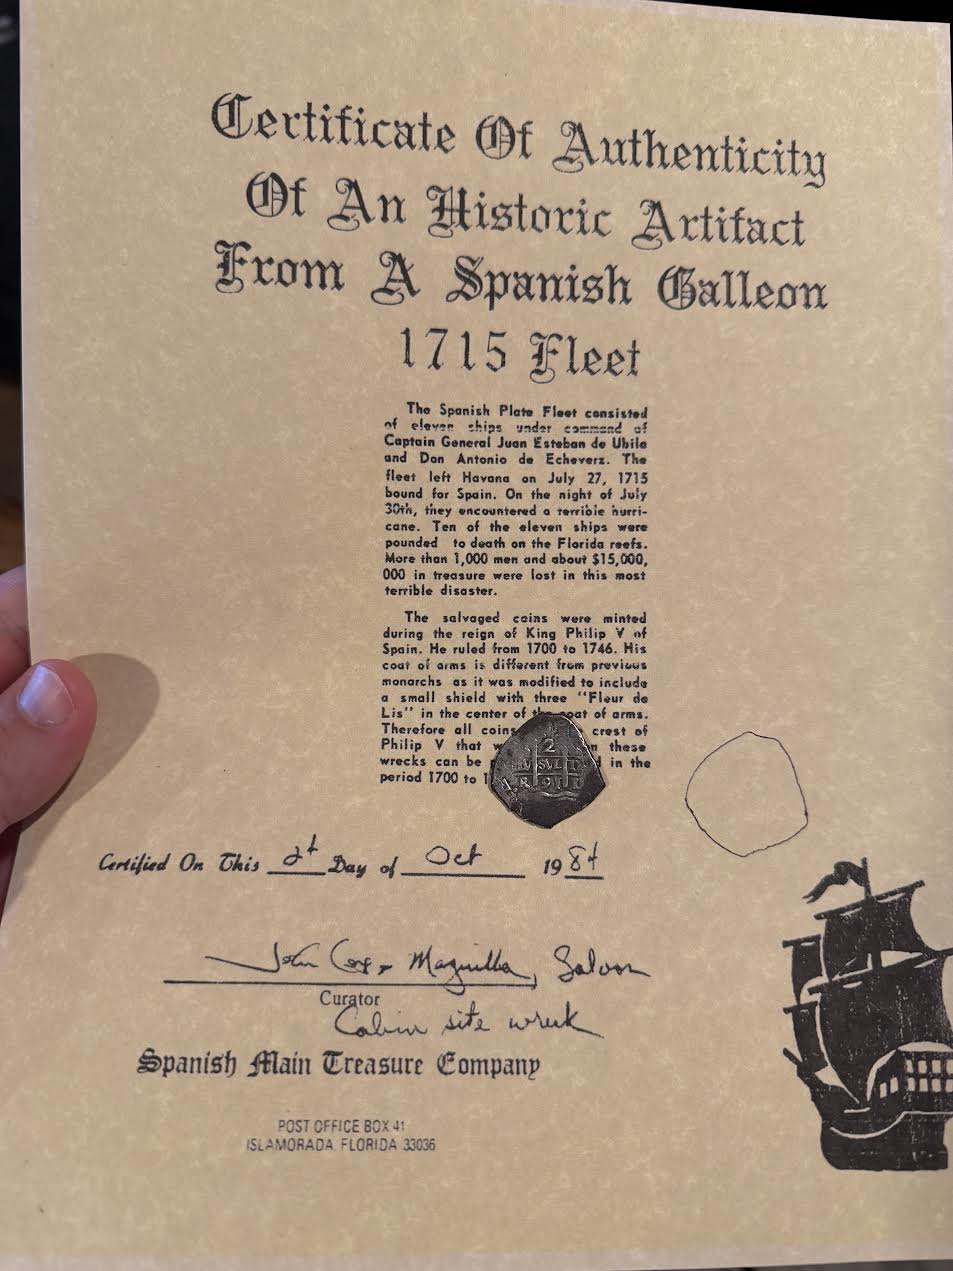 Certificate Of Authenticity
Of An Historic Artifact
From A Spanish Galleon
1715 Fleet
The Spanish Plate Fleet consisted
of eleven ships under command of
Captain General Juan Esteban de Ubila
and Don Antonio de Echeverz. The
fleet left Havana on July 27, 1715
bound for Spain. On the night of July
30th, they encountered a terrible hurri-
cane. Ten of the eleven ships were
pounded to death on the Florida reefs.
More than 1,000 men and about $15,000,
000 in treasure were lost in this most
terrible disaster.
The salvaged coins were minted
during the reign of King Philip V of
Spain. He ruled from 1700 to 1746. His
coat of arms is different from previous
monarchs as it was modified to include
a small shield with three "Fleur de
Lis" in the center of the coat of arms.
Therefore all coins crest of
Philip V that these
wrecks can be in the
period 1700 to 1
2
Certified On This Day of Oct 1984
John
Curator
Cabin site wreck
Spanish Main Treasure Company
POST OFFICE BOX 41
ISLAMORADA, FLORIDA 33036